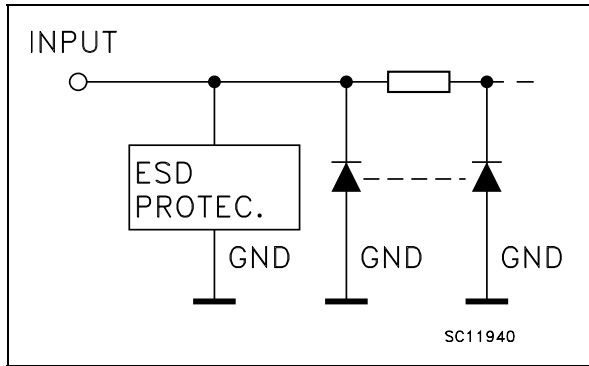 INPUT
ESD
PROTEC.
GND
GND
GND
SC11940